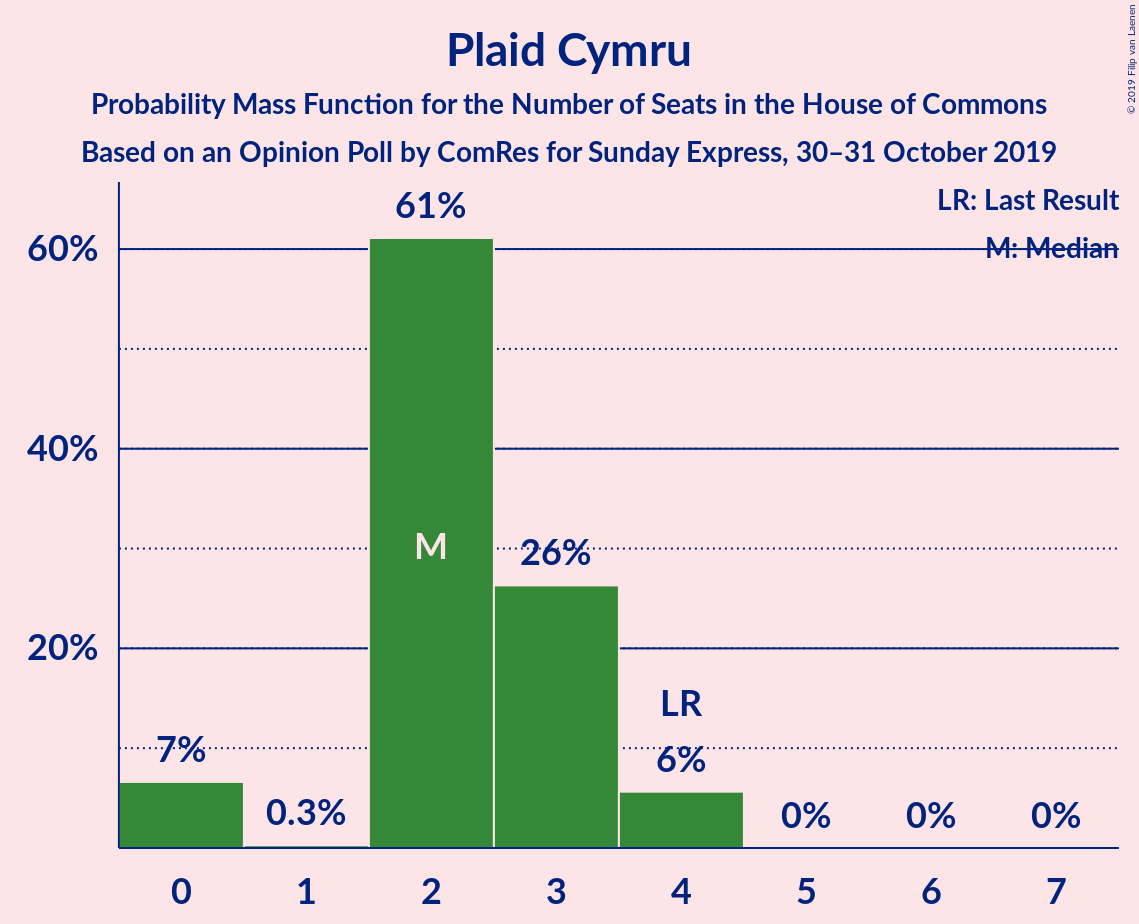 Plaid Cymru
Probability Mass Function for the Number of Seats in the House of Commons
Based on an Opinion Poll by ComRes for Sunday Express, 30–31 October 2019
© 2019 Filip van Laenen
LR: Last Result
M: Median
60%
40%
20%
7%
0.3%
61%
M
26%
LR
6%
0%
0%
0%
0 1 2 3 4 5 6 7